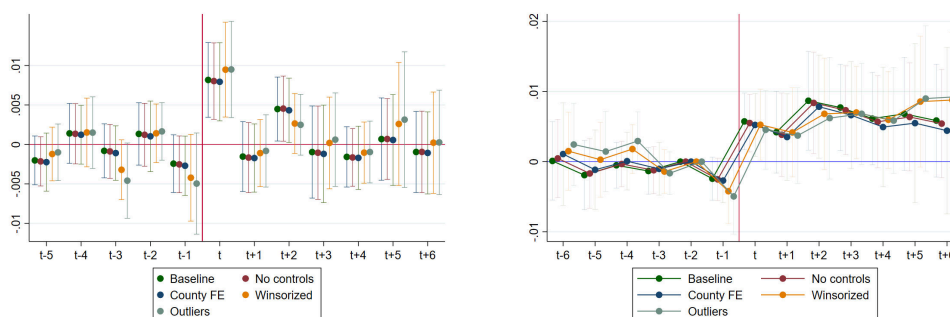 .01
.005
0
-.005
-.01
t-5 t-4 t-3 t-2 t-1 t t+1 t+2 t+3 t+4 t+5 t+6
Baseline No controls
County FE Winsorized
Outliers
.02
.01
0
-.01
t-6 t-5 t-4 t-3 t-2 t-1 t t+1 t+2 t+3 t+4 t+5 t+6
Baseline No controls
County FE Winsorized
Outliers